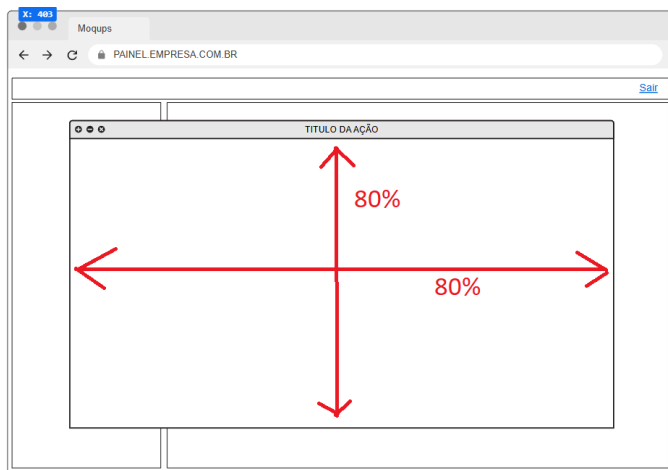 X: 403
Moqups
PAINEL.EMPRESA.COM.BR
Sair
TITULO DA AÇÃO
80%
80%